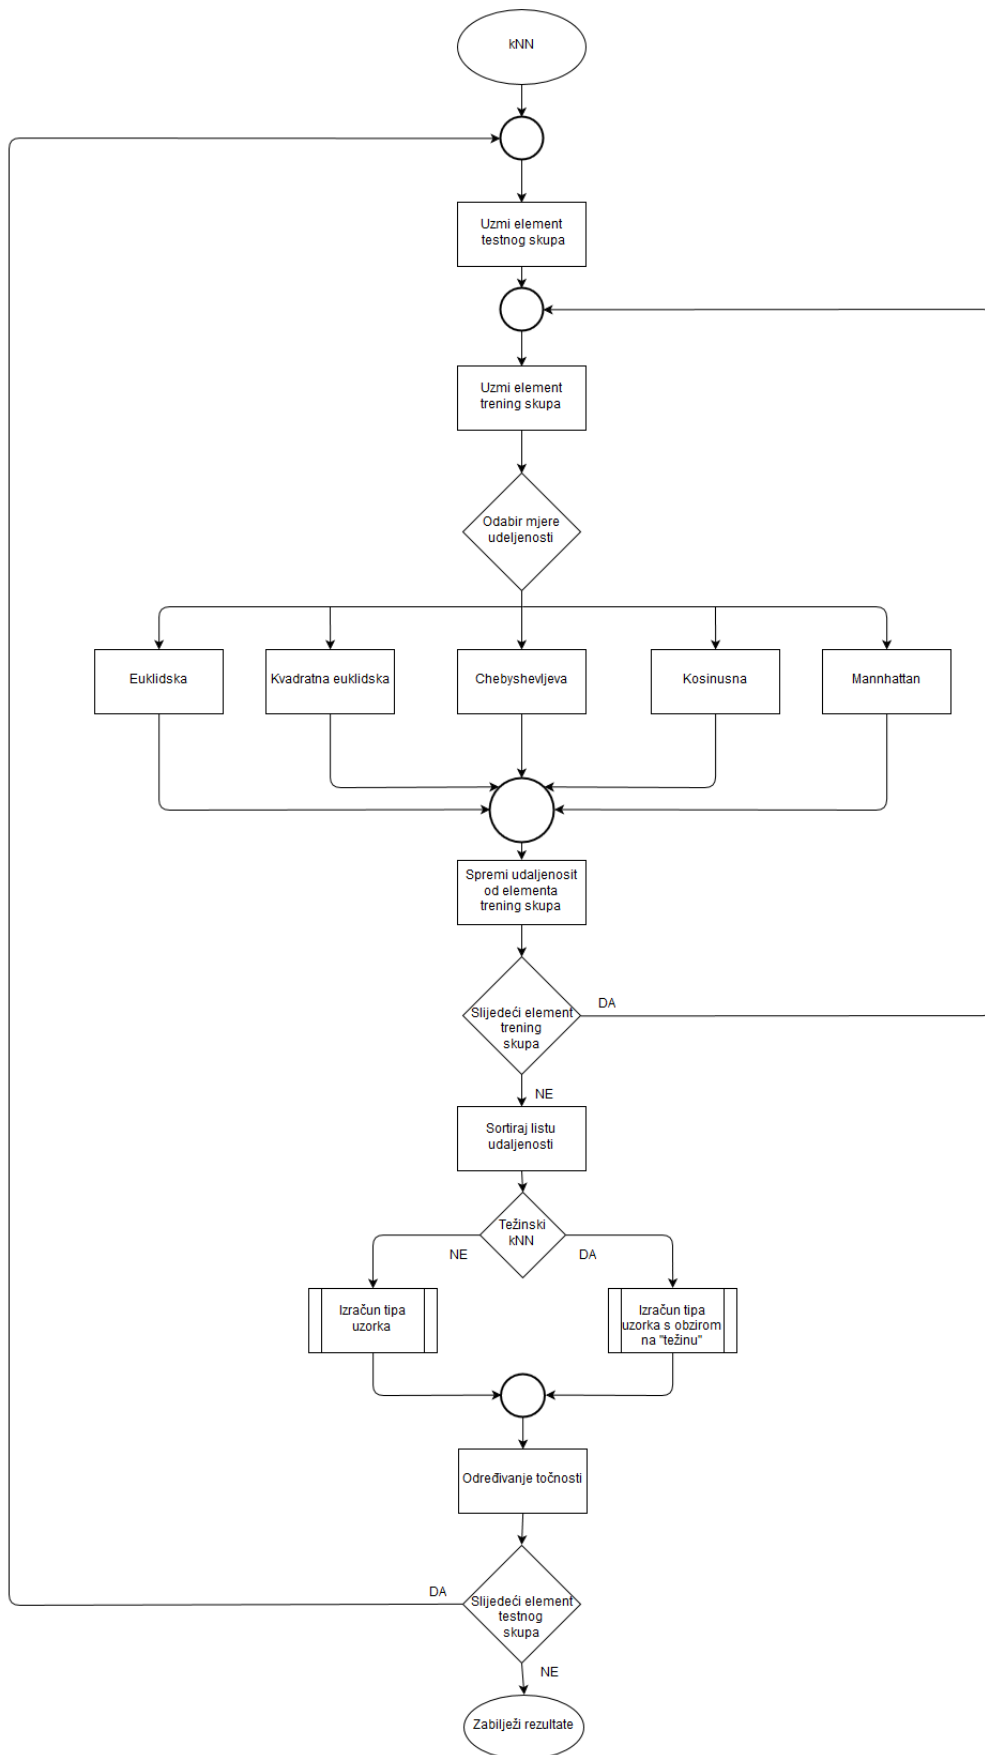 kNN
Uzmi element
testnog skupa
Uzmi element
trening skupa
Odabir mjere
udeljenosti
Euklidska
Kvadratna euklidska
Chebyshevljeva
Kosinusna
Mannhattan
Spremi udaljenosit
od elementa
trening skupa
Slijedeći element
trening
skupa
DA
NE
Sortiraj listu
udaljenosti
Težinski
kNN
NE
DA
Izračun tipa
uzorka
Izračun tipa
uzorka s obzirom
na "težinu"
Određivanje točnosti
DA
Slijedeći element
testnog
skupa
NE
Zabilježi rezultate